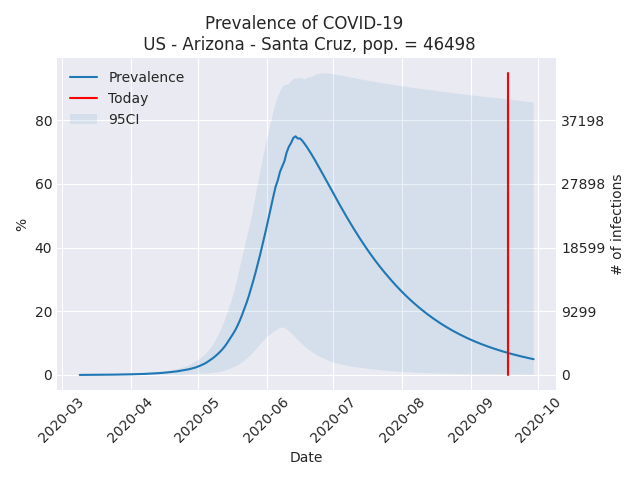 Prevalence of COVID-19
US - Arizona - Santa Cruz, pop. = 46498
Prevalence
Today
95CI
%
80
60
40
20
0
37198
27898
18599
9299
0
# of infections
2020-03
2020-04
2020-05
2020-06
2020-07
2020-08
2020-09
2020-10
Date